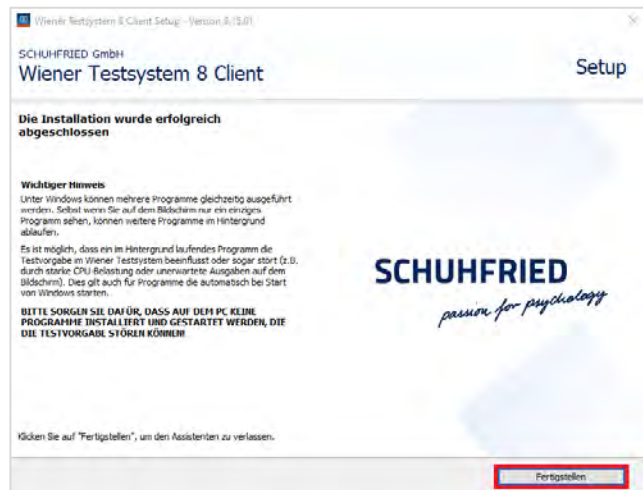 Wiener Testsystem 8 Client Setup - Version 8.15.01
SCHUHFRIED GmbH
Wiener Testsystem 8 Client
Setup
Die Installation wurde erfolgreich
abgeschlossen
Wichtiger Hinweis
Unter Windows können mehrere Programme gleichzeitig ausgeführt
werden. Selbst wenn Sie auf dem Bildschirm nur ein einziges
Programm sehen, können weitere Programme im Hintergrund
ablaufen.
Es ist möglich, dass ein im Hintergrund laufendes Programm die
Testvorgabe im Wiener Testsystem beeinflusst oder sogar stört (z.B.
durch starke CPU-Belastung oder unerwartete Ausgaben auf dem
Bildschirm). Dies gilt auch für Programme die automatisch bei Start
von Windows starten.
BITTE SORGEN SIE DAFÜR, DASS AUF DEM PC KEINE
PROGRAMME INSTALLIERT UND GESTARTET WERDEN, DIE
DIE TESTVORGABE STÖREN KÖNNEN!
SCHUHFRIED
passion for psychology
Klicken Sie auf "Fertigstellen", um den Assistenten zu verlassen.
Fertigstellen